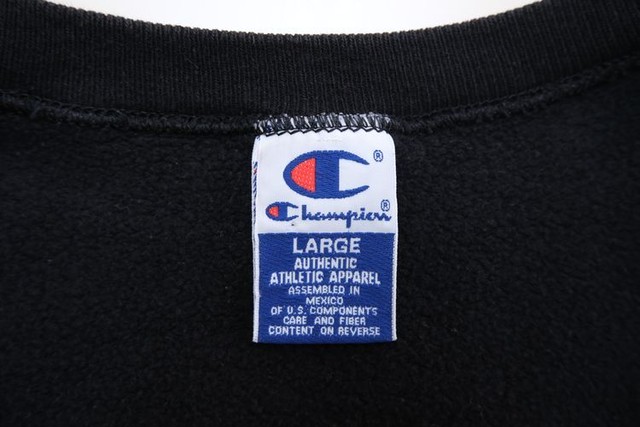 C®
Champion®
LARGE
AUTHENTIC
ATHLETIC APPAREL
ASSEMBLED IN
MEXICO
OF U.S. COMPONENTS
CARE AND FIBER
CONTENT ON REVERSE